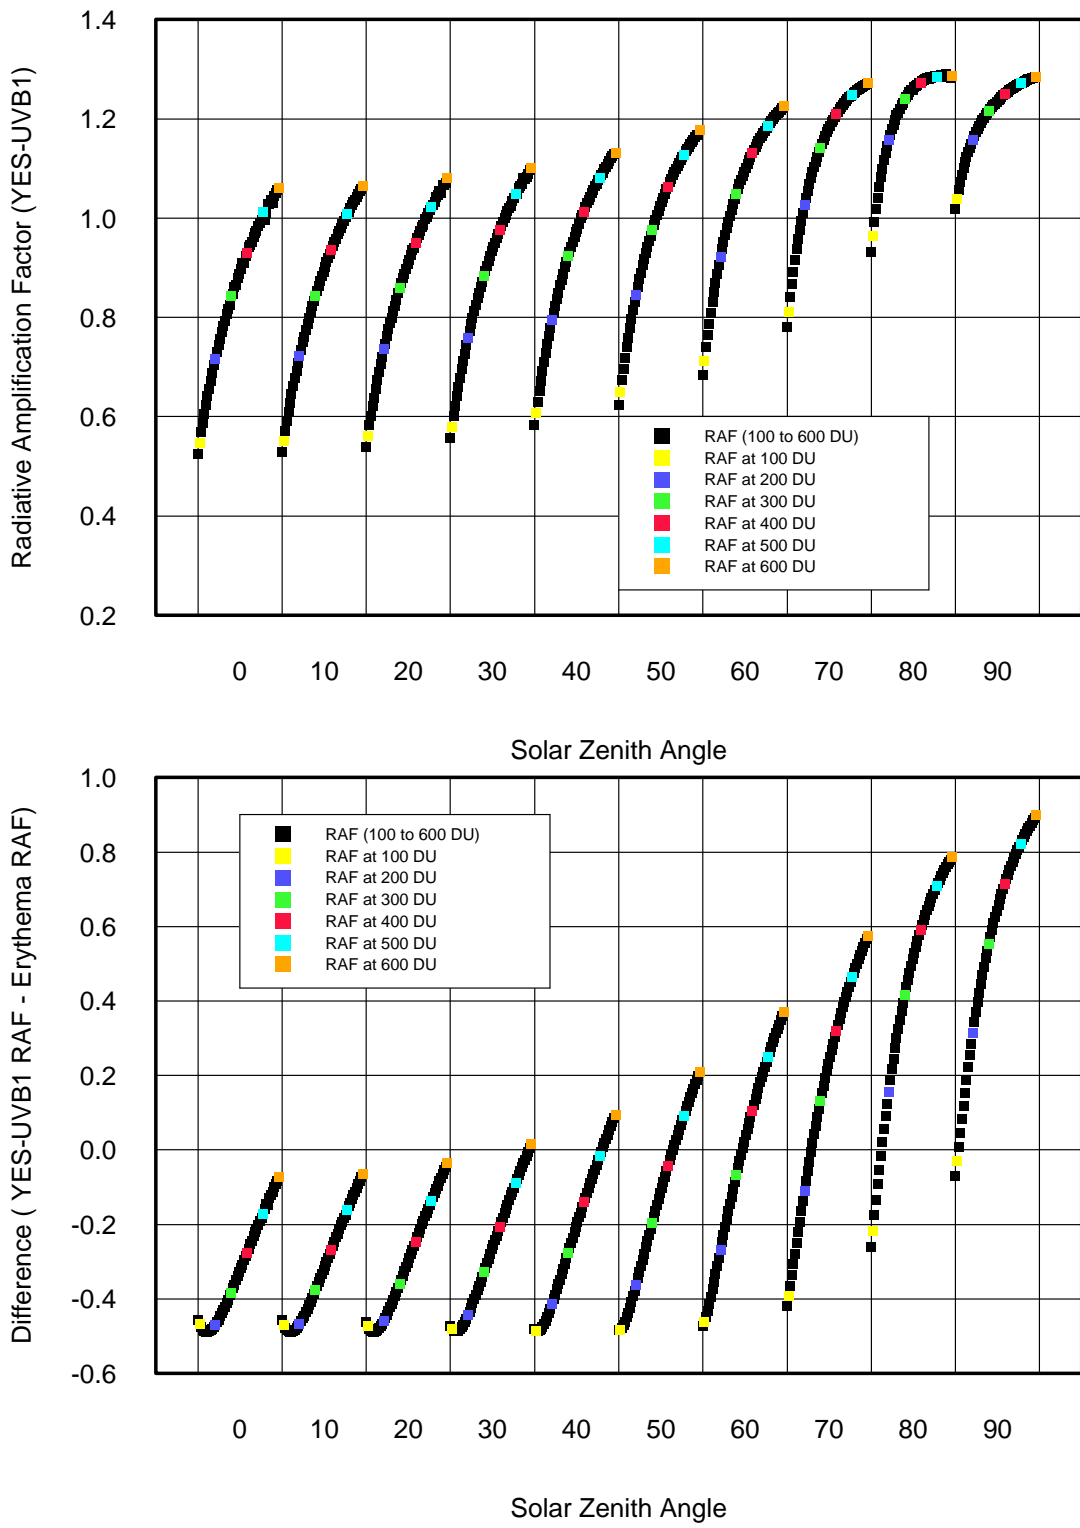 1.4
1.2
1.0
0.8
0.6
0.4
0.2
Radiative Amplification Factor (YES-UVB1)
RAF (100 to 600 DU)
RAF at 100 DU
RAF at 200 DU
RAF at 300 DU
RAF at 400 DU
RAF at 500 DU
RAF at 600 DU
0 10 20 30 40 50 60 70 80 90
Solar Zenith Angle
1.0
0.8
0.6
0.4
0.2
0.0
-0.2
-0.4
-0.6
Difference ( YES-UVB1 RAF - Erythema RAF)
RAF (100 to 600 DU)
RAF at 100 DU
RAF at 200 DU
RAF at 300 DU
RAF at 400 DU
RAF at 500 DU
RAF at 600 DU
0 10 20 30 40 50 60 70 80 90
Solar Zenith Angle